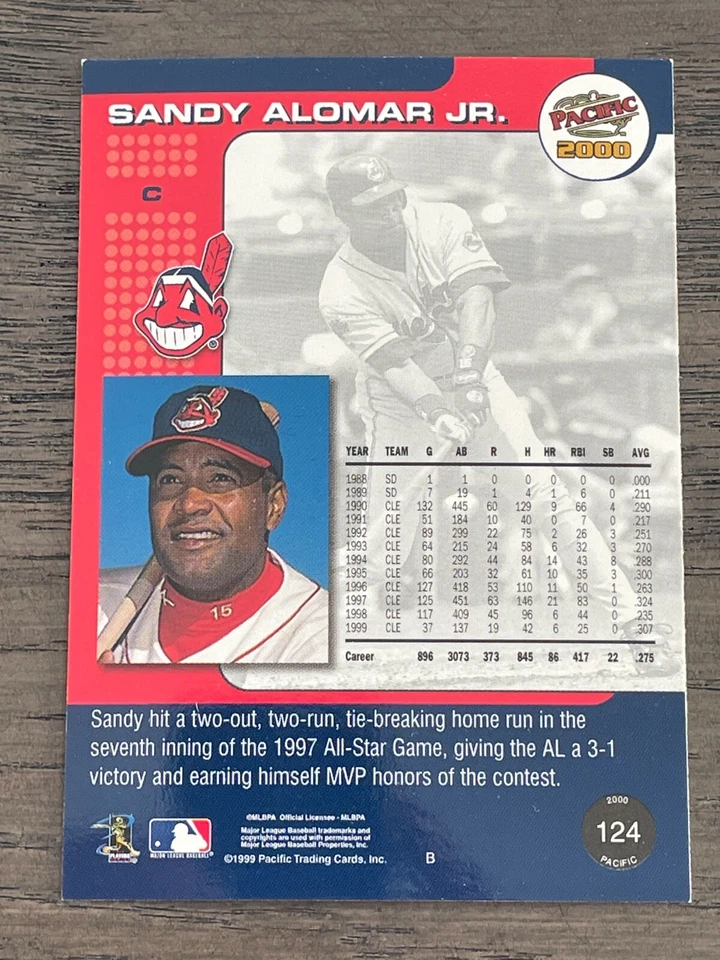 SANDY ALOMAR JR.
PACIFIC
2000
C
15
YEAR TEAM G AB R H HR RBI SB AVG
1988 SD 1 1 0 0 0 0 0 .000
1989 SD 7 19 1 4 1 6 0 .211
1990 CLE 132 445 60 129 9 66 4 .290
1991 CLE 51 184 10 40 0 7 0 .217
1992 CLE 89 299 22 75 2 26 3 .251
1993 CLE 64 215 24 58 6 32 3 .270
1994 CLE 80 292 44 84 14 43 8 .288
1995 CLE 66 203 32 61 10 35 3 .300
1996 CLE 127 418 53 110 11 50 1 .263
1997 CLE 125 451 63 146 21 83 0 .324
1998 CLE 117 409 45 96 6 44 0 .235
1999 CLE 37 137 19 42 6 25 0 .307
Career 896 3073 373 845 86 417 22 .275
Sandy hit a two-out, two-run, tie-breaking home run in the
seventh inning of the 1997 All-Star Game, giving the AL a 3-1
victory and earning himself MVP honors of the contest.
PLAYERS
MAJOR LEAGUE BASEBALL
©MLBPA Official Licensee - MLBPA
Major League Baseball trademarks and
copyrights are used with permission of
Major League Baseball Properties, Inc.
©1999 Pacific Trading Cards, Inc.
B
2000
124
PACIFIC